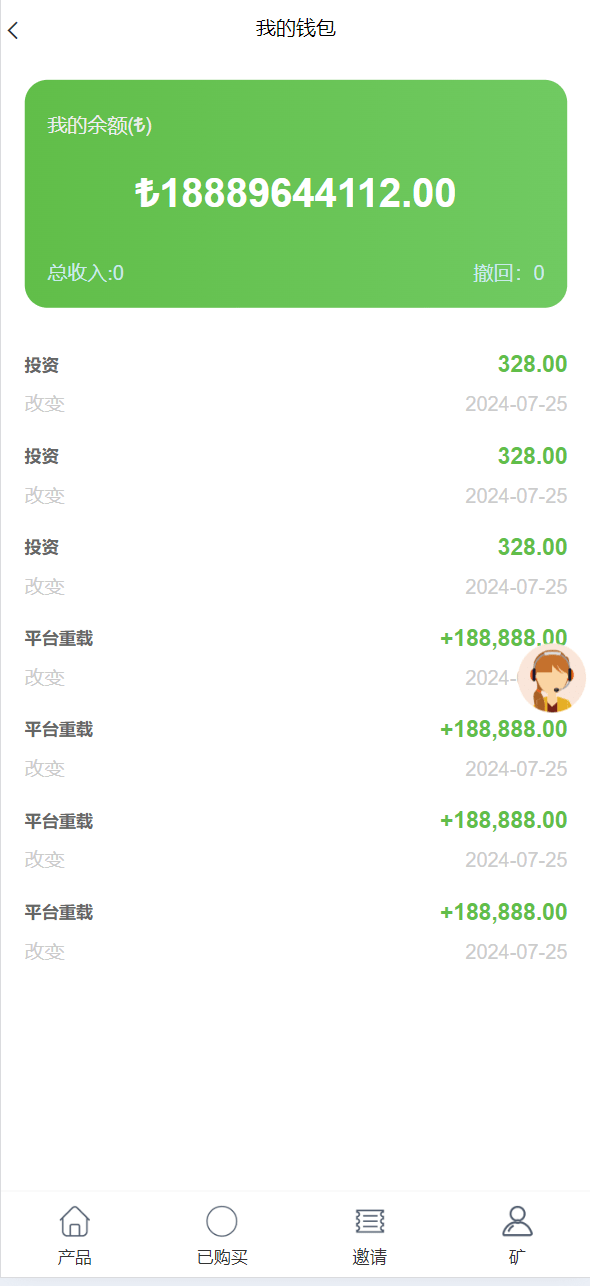 我的钱包
我的余额(₺)
₺18889644112.00
总收入:0 撤回：0
投资 328.00
改变 2024-07-25
投资 328.00
改变 2024-07-25
投资 328.00
改变 2024-07-25
平台重载 +188,888.00
改变 2024-
平台重载 +188,888.00
改变 2024-07-25
平台重载 +188,888.00
改变 2024-07-25
平台重载 +188,888.00
改变 2024-07-25
产品 已购买 邀请 矿